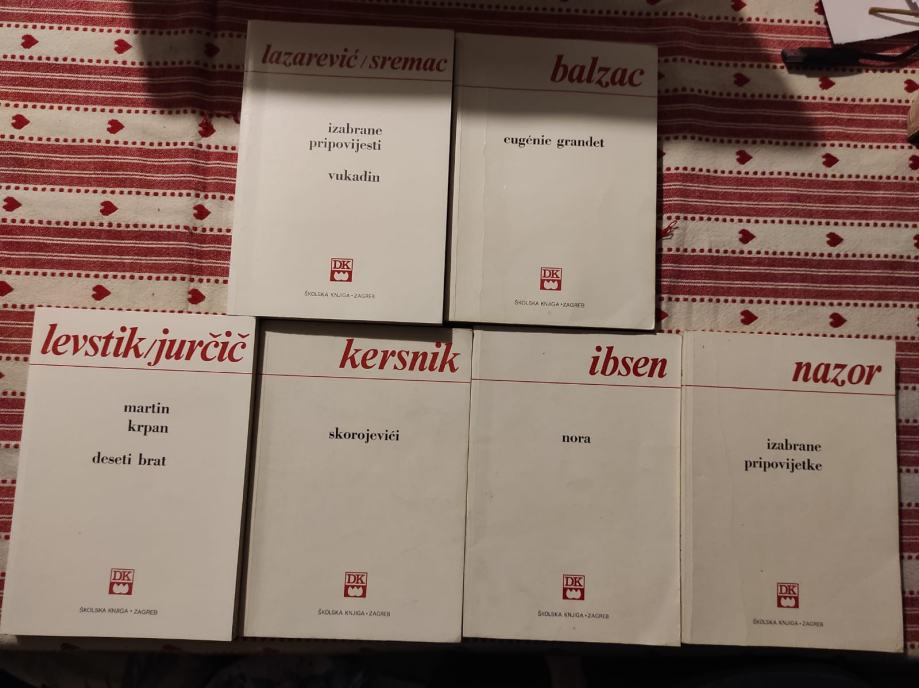 lazarević/sremac
izabrane
pripovijesti
vukadin
DK
ŠKOLSKA KNJIGA • ZAGREB
balzac
eugénie grandet
DK
ŠKOLSKA KNJIGA • ZAGREB
levstik/jurčič
martin
krpan
deseti brat
DK
ŠKOLSKA KNJIGA • ZAGREB
kersnik
skorojevići
DK
ŠKOLSKA KNJIGA • ZAGREB
ibsen
nora
DK
ŠKOLSKA KNJIGA • ZAGREB
nazor
izabrane
pripovijetke
DK
ŠKOLSKA KNJIGA • ZAGREB